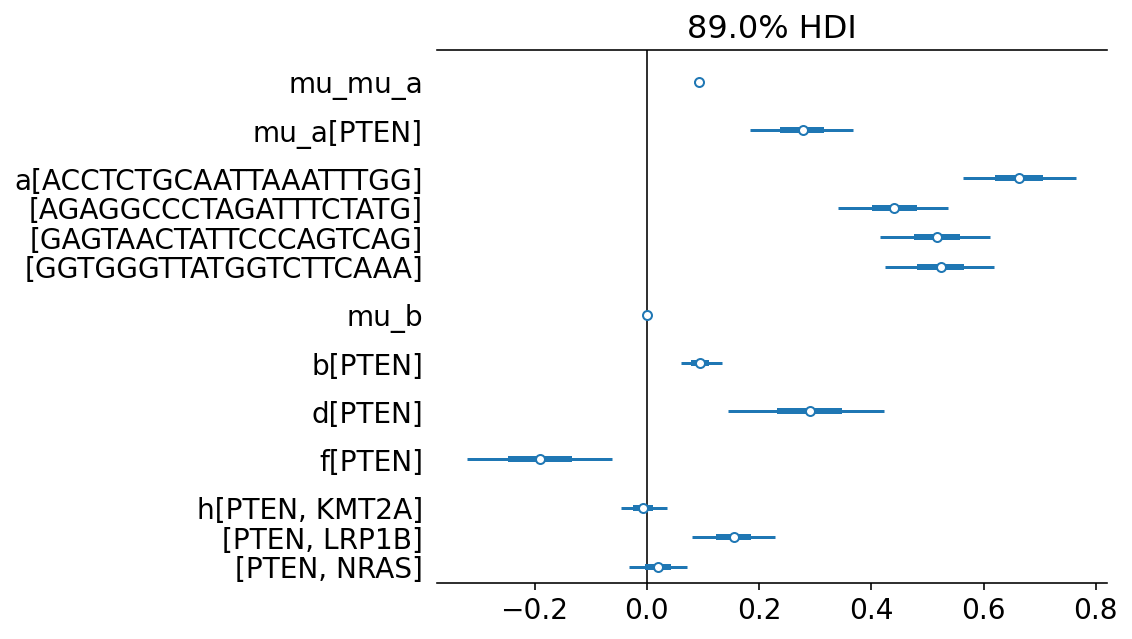 89.0% HDI
mu_mu_a
mu_a[PTEN]
a[ACCTCTGCAATTAAATTTGG]
[AGAGGCCCTAGATTTCTATG]
[GAGTAACTATTCCCAGTCAG]
[GGTGGGTTATGGTCTTCAAA]
mu_b
b[PTEN]
d[PTEN]
f[PTEN]
h[PTEN, KMT2A]
[PTEN, LRP1B]
[PTEN, NRAS]
−0.2 0.0 0.2 0.4 0.6 0.8